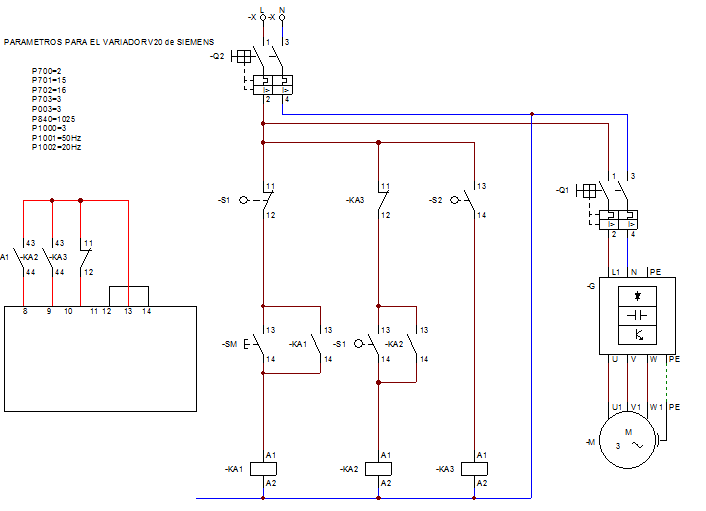 L N
-X -X
PARAMETROS PARA EL VARIADOR V20 de SIEMENS
1 3
-Q2
I> I>
2 4
P700=2
P701=15
P702=16
P703=3
P003=3
P840=1025
P1000=3
P1001=50Hz
P1002=20Hz
1 3
-Q1
I> I>
2 4
11 11 13
-S1 -KA3 -S2
12 12 14
43 43 11
A1 -KA2 -KA3
44 44 12
8 9 10 11 12 13 14
L1 N PE
-G
U V W PE
13 13 13 13
-SM -KA1 -S1 -KA2
14 14 14 14
U1 V1 W1 PE
M
-M 3
A1 A1 A1
-KA1 -KA2 -KA3
A2 A2 A2